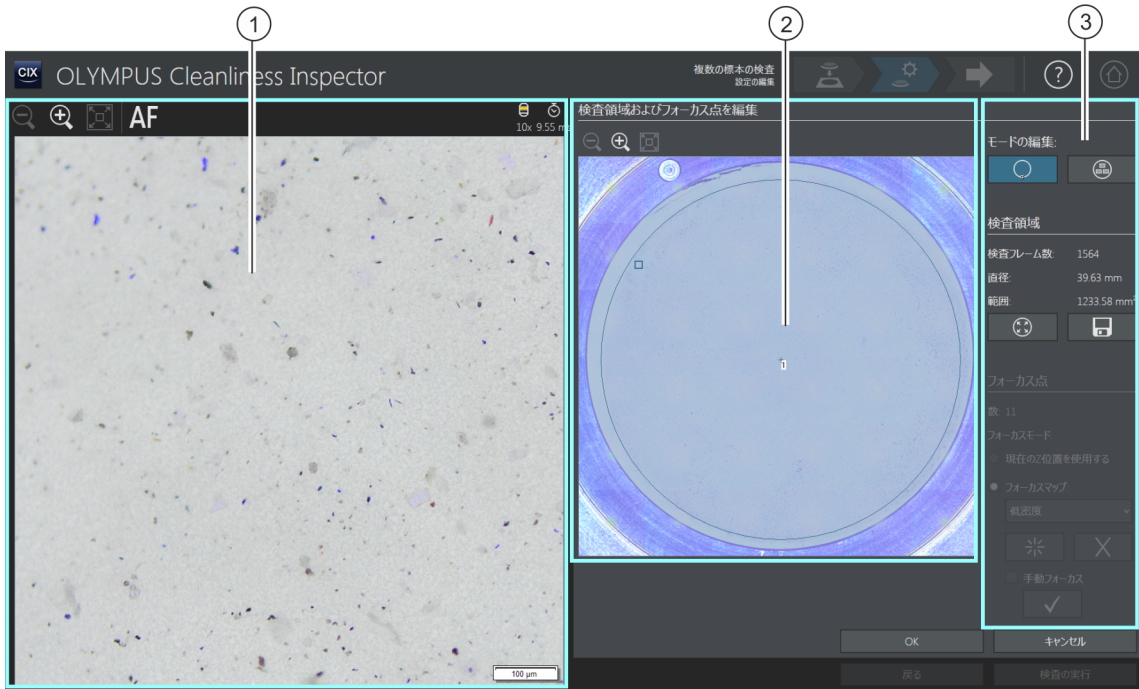 1
2
3
CIX
OLYMPUS Cleanliness Inspector
複数の標本の検査
設定の編集
?
AF
10x 9.55 m
100 µm
検査領域およびフォーカス点を編集
1
モードの編集:
検査領域
検査フレーム数: 1564
直径: 39.63 mm
範囲: 1233.58 mm²
フォーカス点
数: 11
フォーカスモード:
現在のZ位置を使用する
フォーカスマップ
低密度
手動フォーカス
OK
キャンセル
戻る
検査の実行